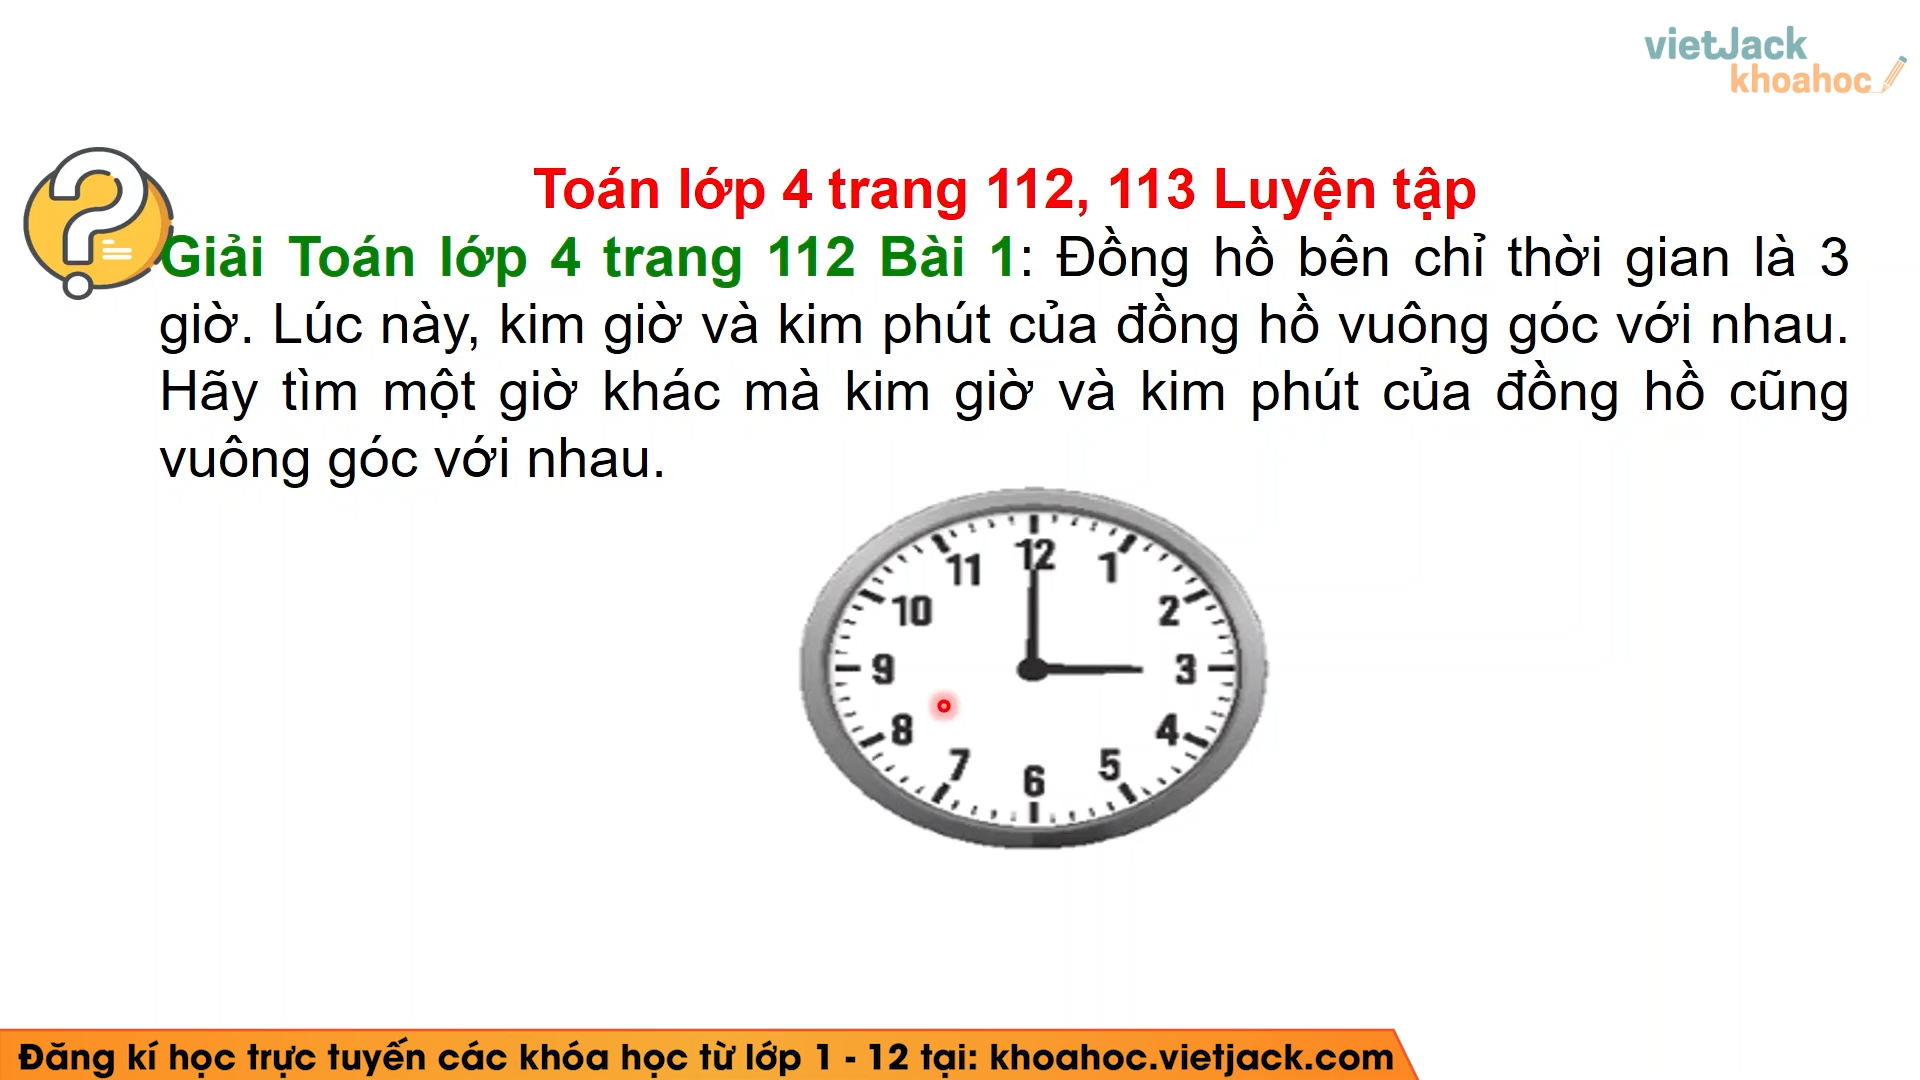 vietJack
khoahoc
Toán lớp 4 trang 112, 113 Luyện tập
Giải Toán lớp 4 trang 112 Bài 1: Đồng hồ bên chỉ thời gian là 3
giờ. Lúc này, kim giờ và kim phút của đồng hồ vuông góc với nhau.
Hãy tìm một giờ khác mà kim giờ và kim phút của đồng hồ cũng
vuông góc với nhau.
12
1
2
3
4
5
6
7
8
9
10
11
Đăng kí học trực tuyến các khóa học từ lớp 1 - 12 tại: khoahoc.vietjack.com